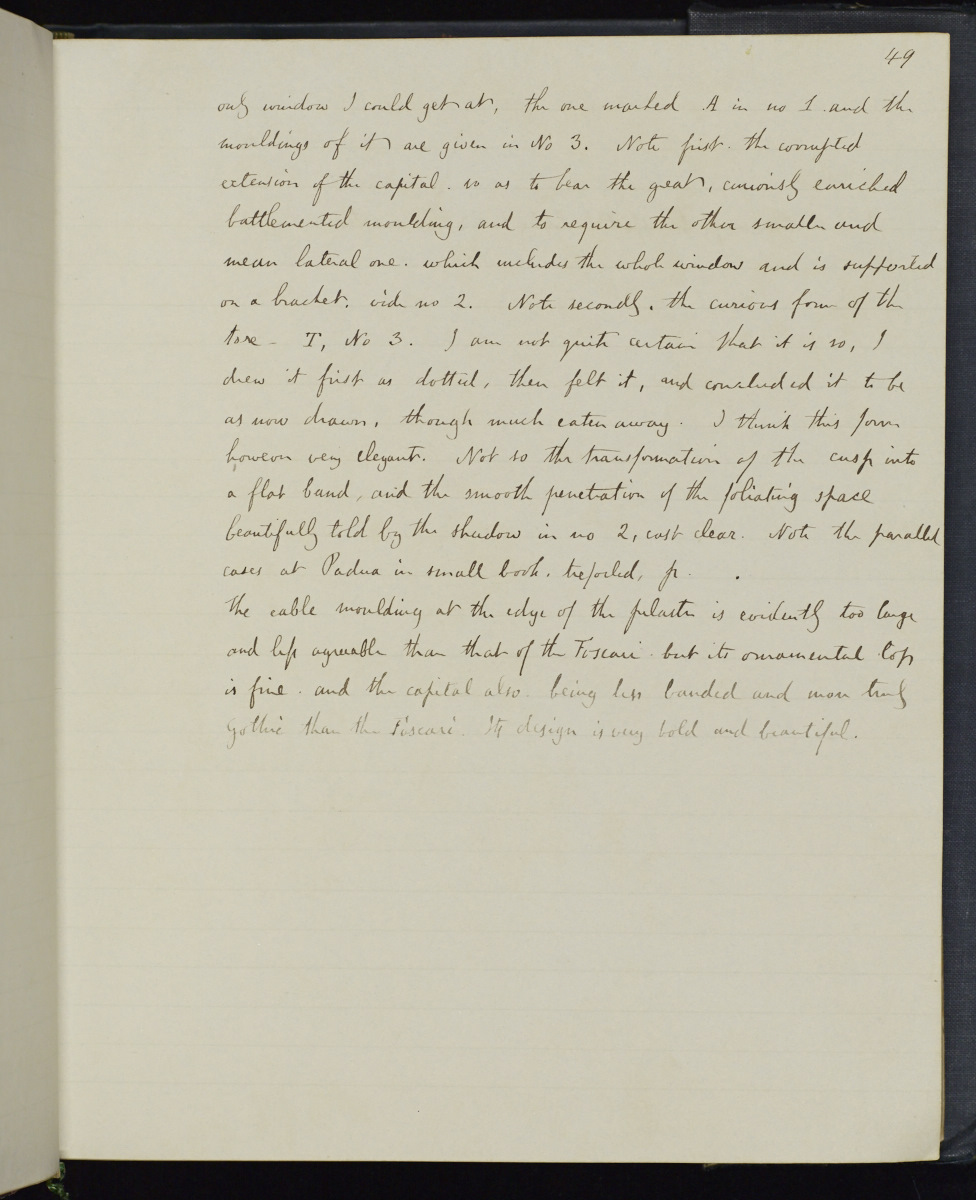 49
only window I could get at, the one marked A in no 1 and the
mouldings of it are given in No 3. Note first. the corrupted
extension of the capital. so as to bear the great, curiously enriched
battlemented moulding, and to require the other smaller and
mean lateral one. which includes the whole window and is supported
on a bracket. vide no 2. Note secondly. the curious form of the
tore - T, No 3. I am not quite certain that it is so, I
drew it first as dotted, then felt it, and concluded it to be
as now drawn, though much eaten away. I think this form
however very elegant. Not so the transformation of the cusp into
a flat band, and the smooth penetration of the foliating space
beautifully told by the shadow in no 2, cast clear. Note the parallel
cases at Padua in small book. trefoiled, p.
the cable moulding at the edge of the pilaster is evidently too large
and less agreeable than that of the Foscari. but its ornamental top
is fine. and the capital also. being less banded and more truly
Gothic than the Foscari. Its design is very bold and beautiful.